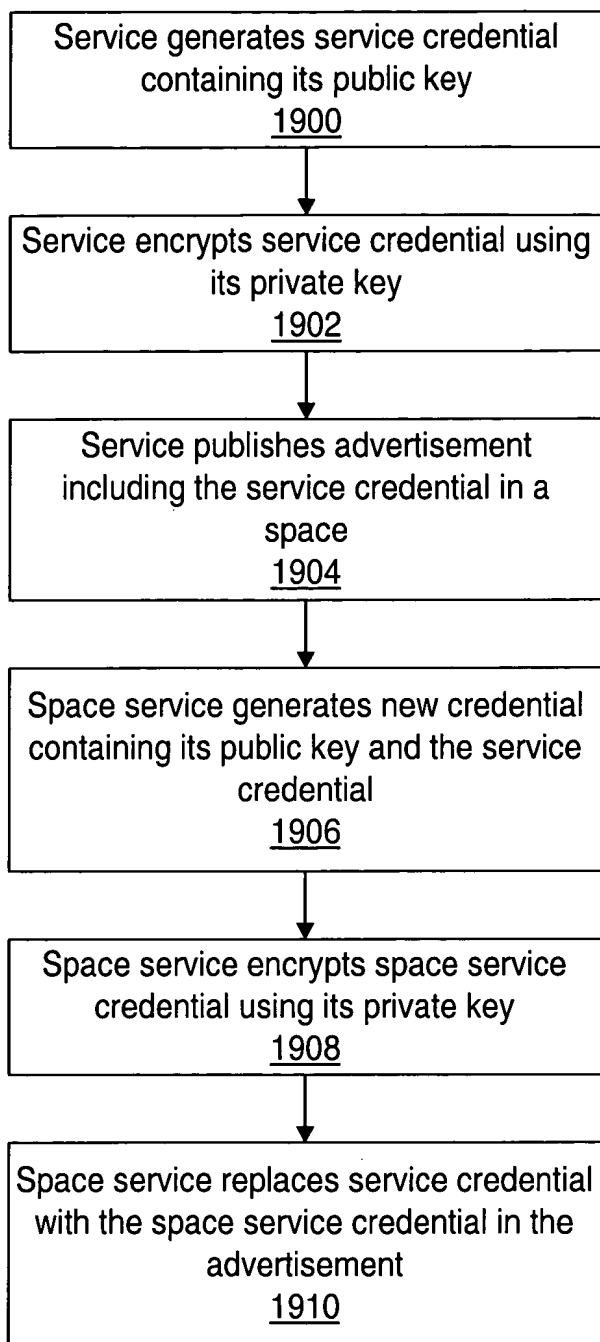 Service generates service credential
containing its public key
1900
Service encrypts service credential using
its private key
1902
Service publishes advertisement
including the service credential in a
space
1904
Space service generates new credential
containing its public key and the service
credential
1906
Space service encrypts space service
credential using its private key
1908
Space service replaces service credential
with the space service credential in the
advertisement
1910